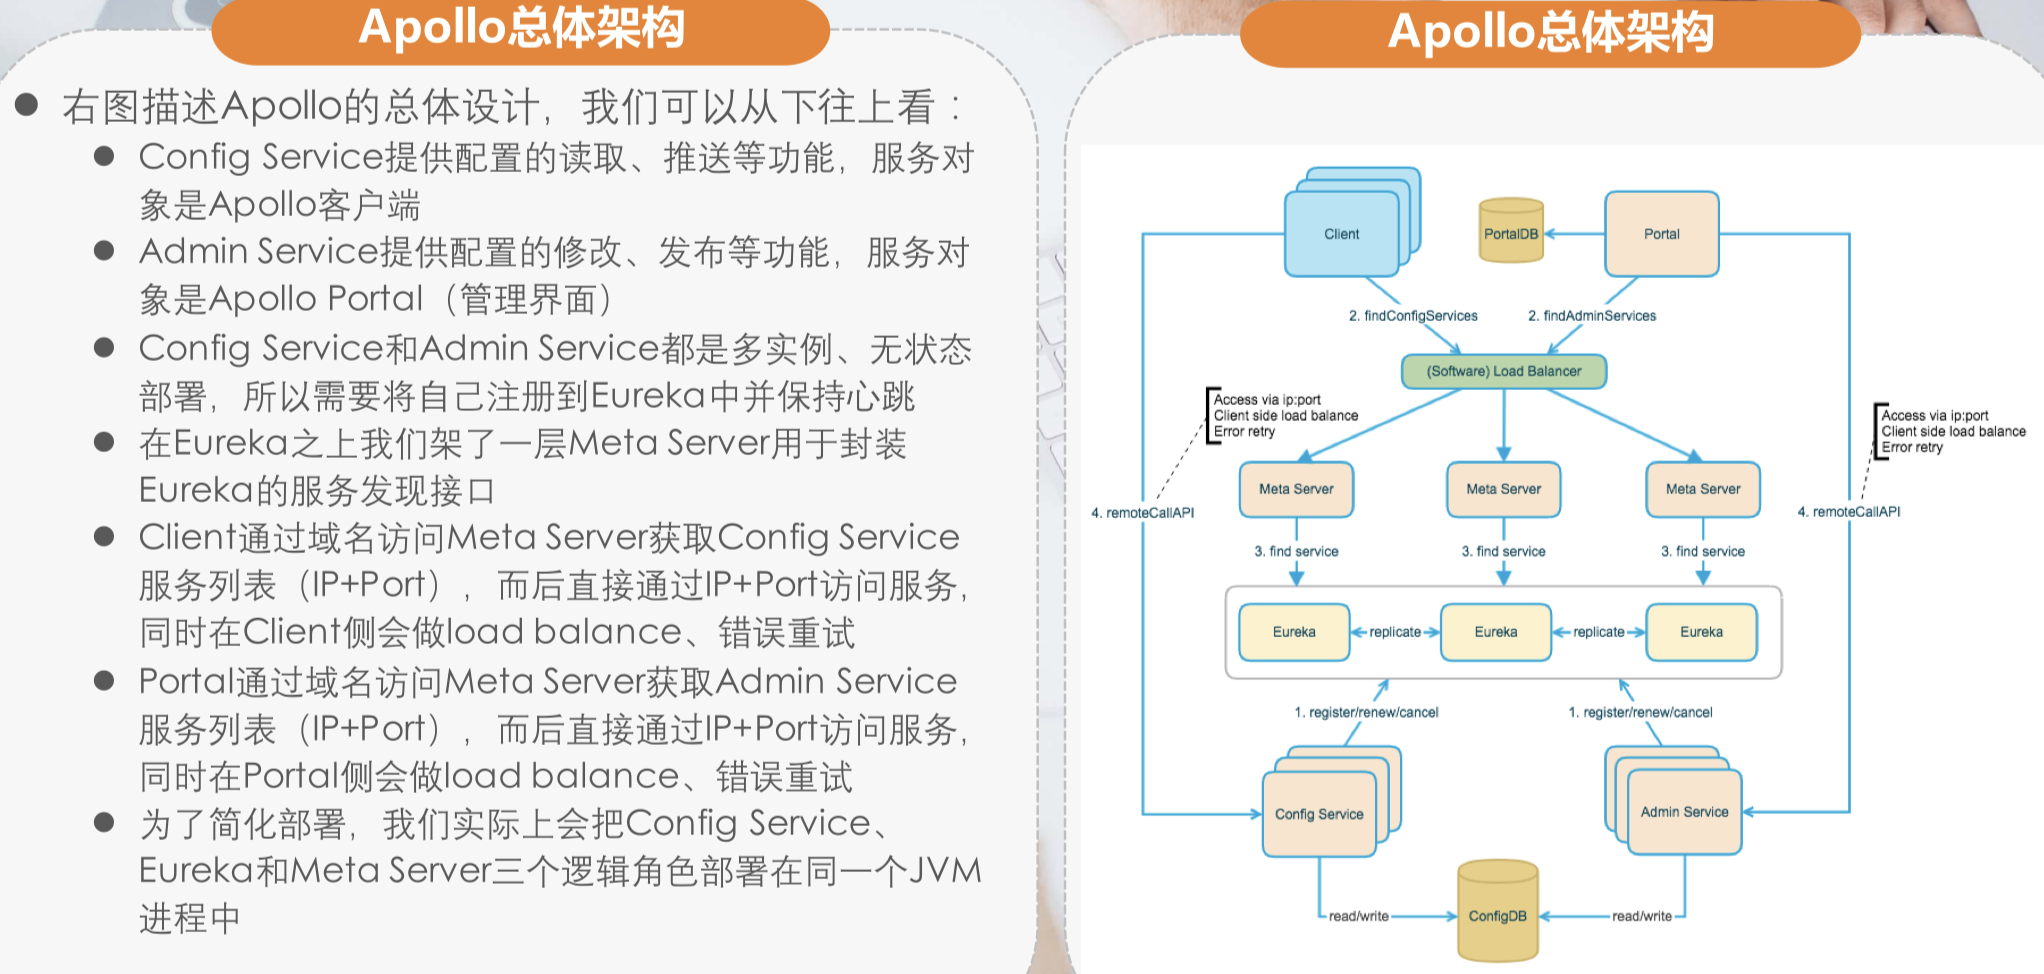 Apollo总体架构
● 右图描述Apollo的总体设计，我们可以从下往上看：
● Config Service提供配置的读取、推送等功能，服务对
象是Apollo客户端
● Admin Service提供配置的修改、发布等功能，服务对
象是Apollo Portal（管理界面）
● Config Service和Admin Service都是多实例、无状态
部署，所以需要将自己注册到Eureka中并保持心跳
● 在Eureka之上我们架了一层Meta Server用于封装
Eureka的服务发现接口
● Client通过域名访问Meta Server获取Config Service
服务列表（IP+Port），而后直接通过IP+Port访问服务，
同时在Client侧会做load balance、错误重试
● Portal通过域名访问Meta Server获取Admin Service
服务列表（IP+Port），而后直接通过IP+Port访问服务，
同时在Portal侧会做load balance、错误重试
● 为了简化部署，我们实际上会把Config Service、
Eureka和Meta Server三个逻辑角色部署在同一个JVM
进程中
Apollo总体架构
Client
PortalDB
Portal
2. findConfigServices
2. findAdminServices
(Software) Load Balancer
Access via ip:port
Client side load balance
Error retry
Access via ip:port
Client side load balance
Error retry
Meta Server
Meta Server
Meta Server
4. remoteCallAPI
4. remoteCallAPI
3. find service
3. find service
3. find service
Eureka
replicate
Eureka
replicate
Eureka
1. register/renew/cancel
1. register/renew/cancel
Config Service
Admin Service
read/write
ConfigDB
read/write